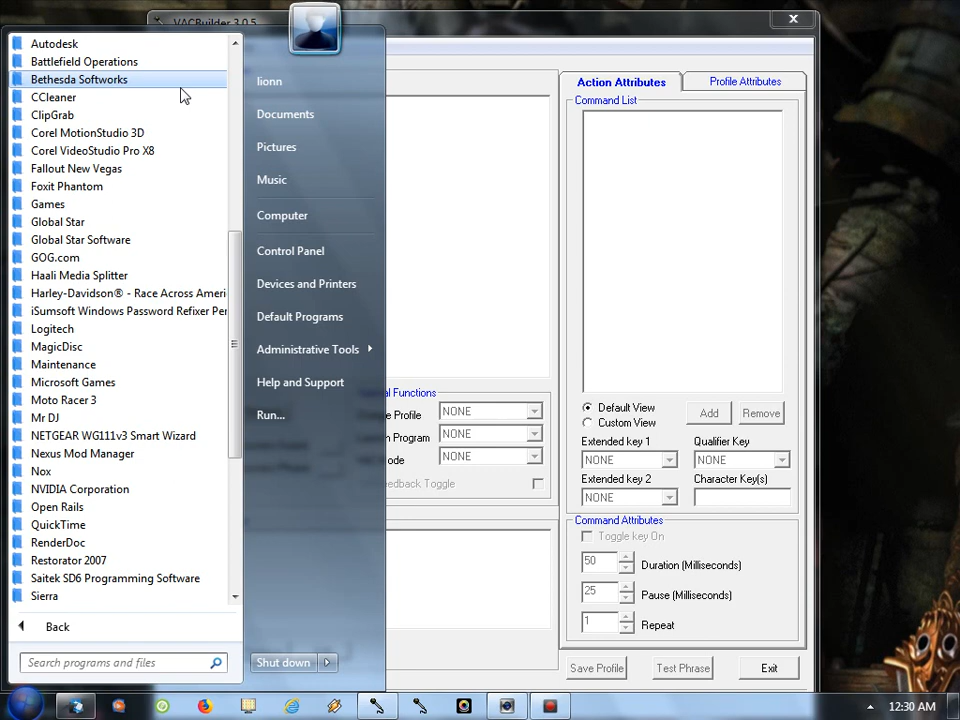 VACBuilder 3.0.5
Autodesk
Battlefield Operations
Bethesda Softworks
CCleaner
ClipGrab
Corel MotionStudio 3D
Corel VideoStudio Pro X8
Fallout New Vegas
Foxit Phantom
Games
Global Star
Global Star Software
GOG.com
Haali Media Splitter
Harley-Davidson® - Race Across Ameri
iSumsoft Windows Password Refixer Per
Logitech
MagicDisc
Maintenance
Microsoft Games
Moto Racer 3
Mr DJ
NETGEAR WG111v3 Smart Wizard
Nexus Mod Manager
Nox
NVIDIA Corporation
Open Rails
QuickTime
RenderDoc
Restorator 2007
Saitek SD6 Programming Software
Sierra
Back
Search programs and files
lionn
Documents
Pictures
Music
Computer
Control Panel
Devices and Printers
Default Programs
Administrative Tools
Help and Support
Run...
Shut down
Functions
Profile NONE
Program NONE
ode NONE
eedback Toggle
Action Attributes
Profile Attributes
Command List
Default View
Custom View
Add
Remove
Extended key 1
Qualifier Key
NONE
NONE
Extended key 2
Character Key(s)
NONE
Command Attributes
Toggle key On
50 Duration (Milliseconds)
25 Pause (Milliseconds)
1 Repeat
Save Profile
Test Phrase
Exit
12:30 AM